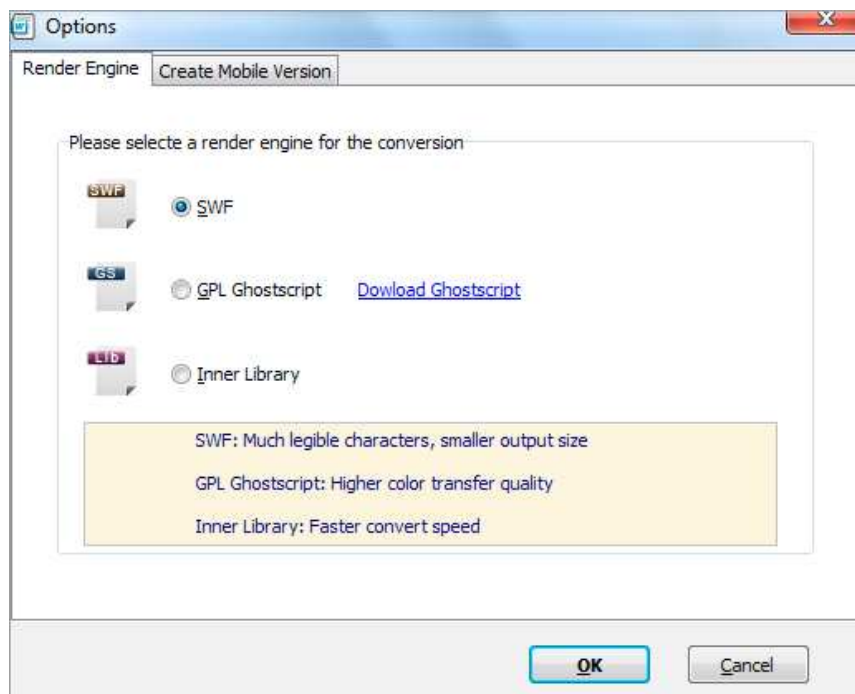 Options
Render Engine Create Mobile Version
Please selecte a render engine for the conversion
SWF SWF
GS GPL Ghostscript Dowload Ghostscript
Lib Inner Library
SWF: Much legible characters, smaller output size
GPL Ghostscript: Higher color transfer quality
Inner Library: Faster convert speed
OK Cancel